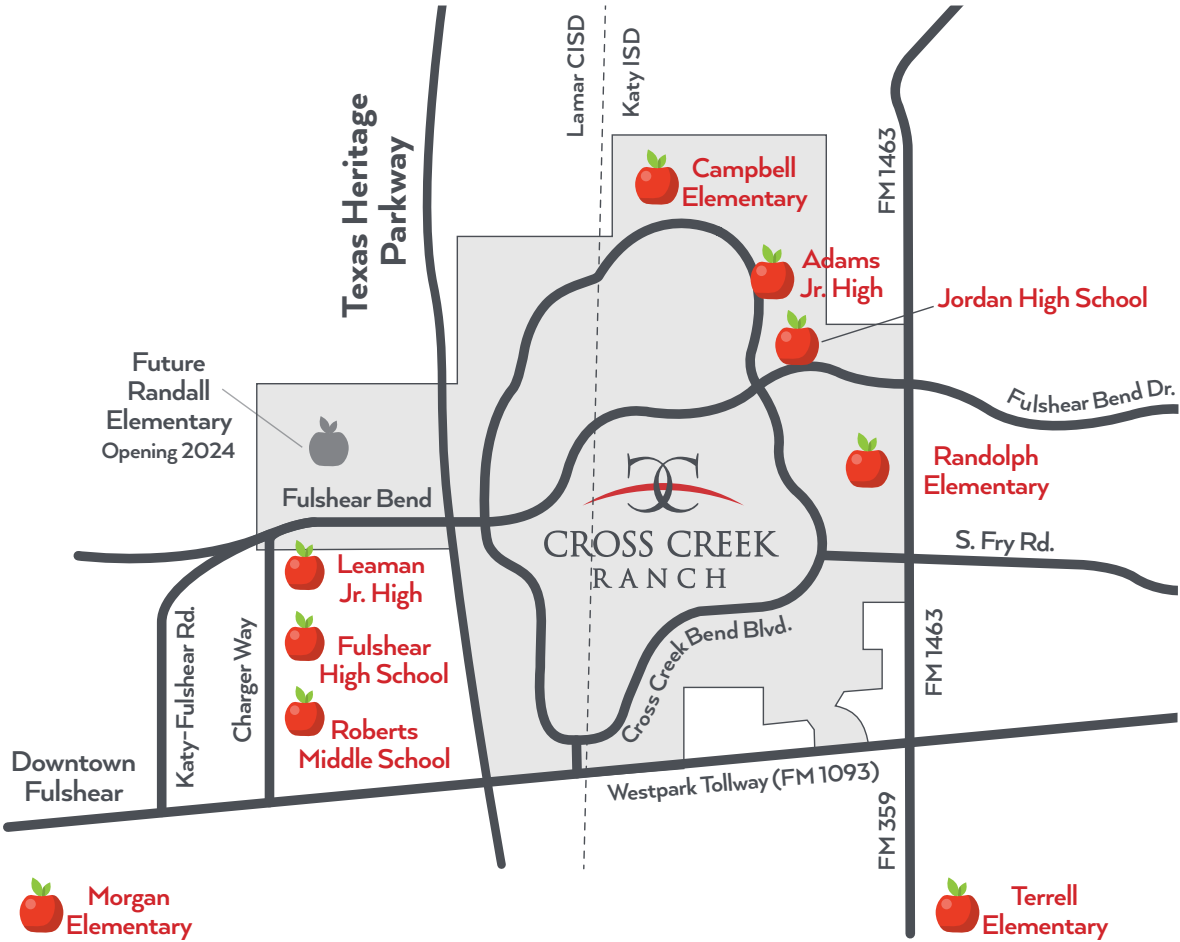 Lamar CISD
Katy ISD
Texas Heritage
Parkway
FM 1463
Campbell
Elementary
Adams
Jr. High
Jordan High School
Future
Randall
Elementary
Opening 2024
Fulshear Bend Dr.
Randolph
Elementary
Fulshear Bend
CROSS CREEK
RANCH
S. Fry Rd.
Leaman
Jr. High
Katy-Fulshear Rd.
Charger Way
Fulshear
High School
Cross Creek Bend Blvd.
FM 1463
Roberts
Middle School
Downtown
Fulshear
Westpark Tollway (FM 1093)
FM 359
Morgan
Elementary
Terrell
Elementary